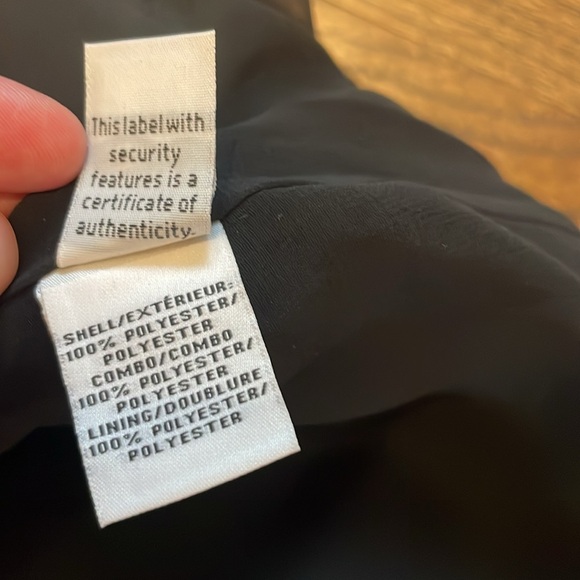 This label with
security
features is a
certificate of
authenticity.
SHELL/EXTÉRIEUR:
100% POLYESTER/
POLYESTER
COMBO/COMBO
100% POLYESTER/
POLYESTER
LINING/DOUBLURE
100% POLYESTER/
POLYESTER